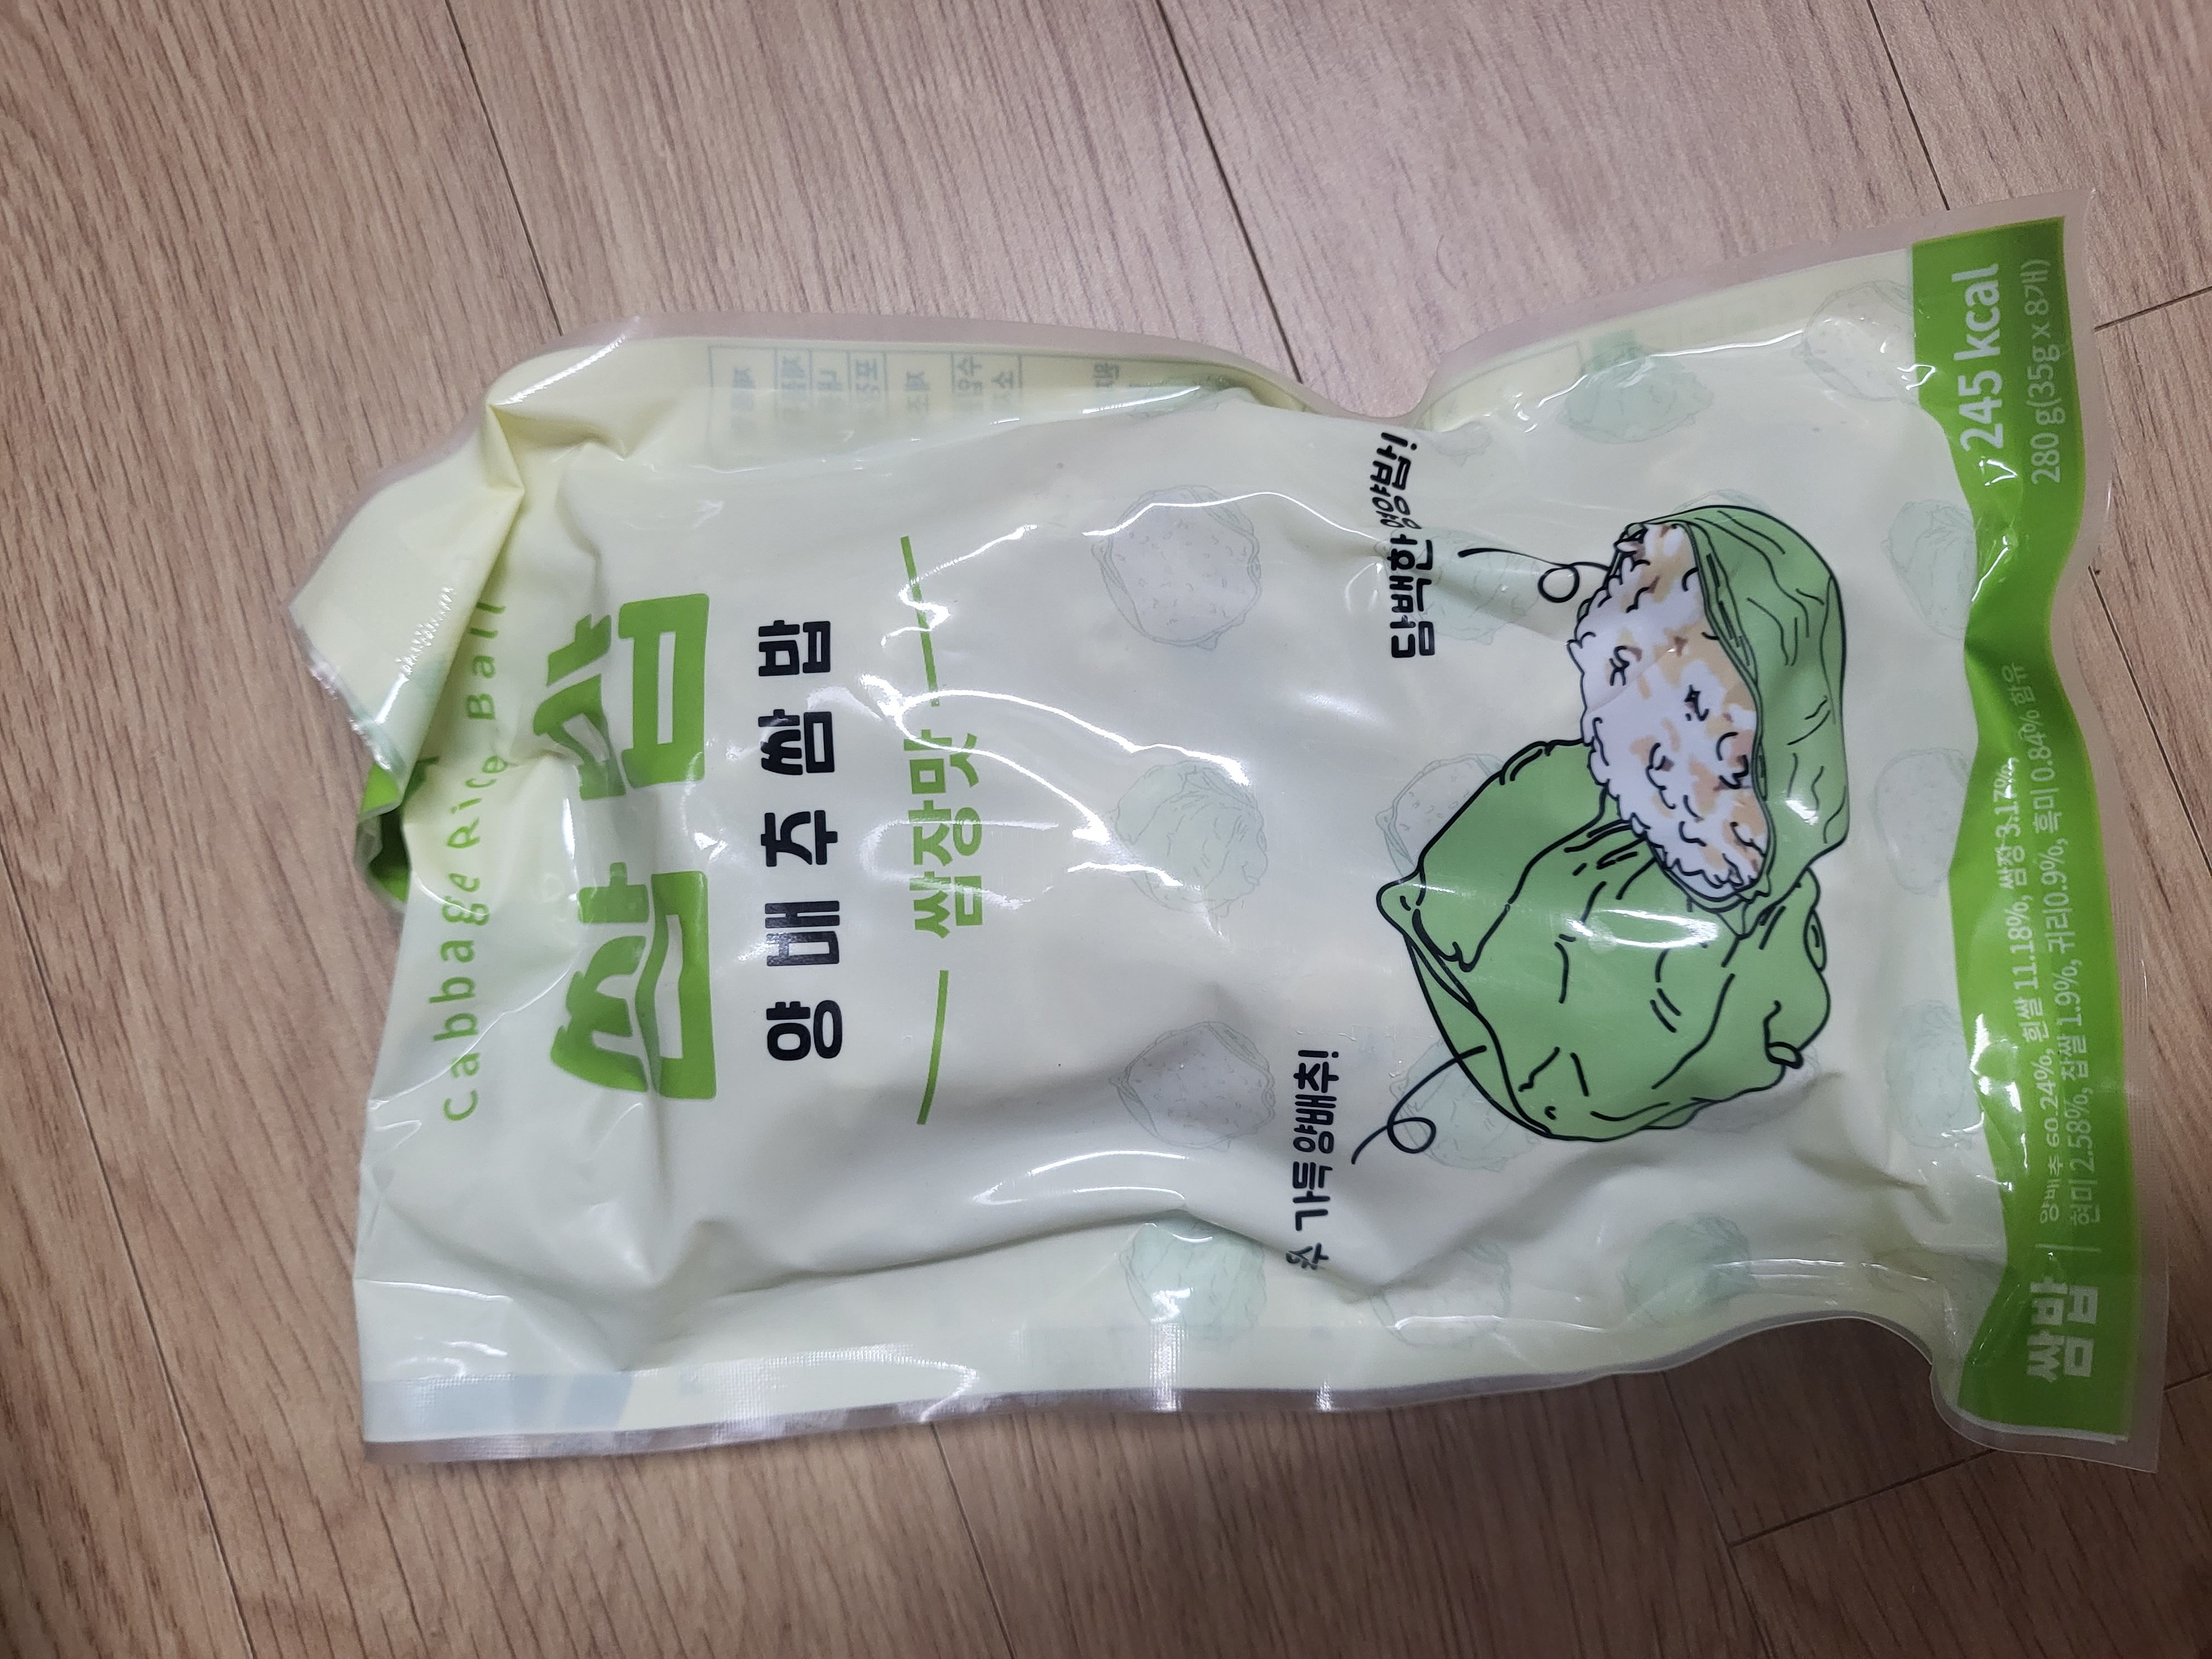 Cabbage Rice Ball
양배추쌈밥
쌈장맛
담백한 영양밥!
가득 양배추!
쌈밥
양배추 60.24%, 흰쌀 11.18%, 쌈장 3.17%,
현미 2.58%, 찹쌀 1.9%, 귀리0.9%, 흑미 0.84% 함유
245 kcal
280 g(35g x 8개)